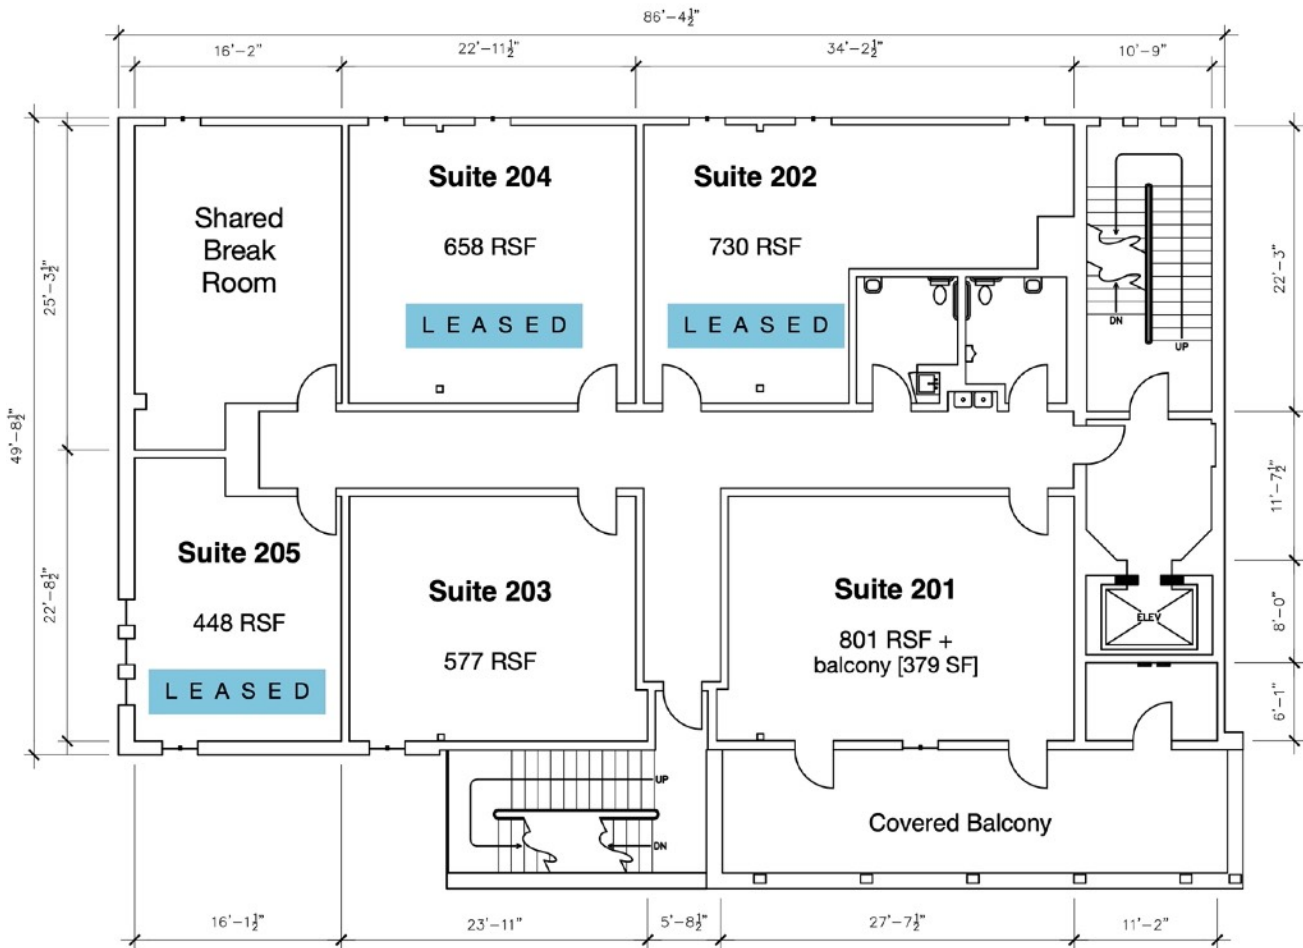 86'-4½"
16'-2"
22'-11½"
34'-2½"
10'-9"
Suite 204
Suite 202
Shared
Break
Room
658 RSF
730 RSF
LEASED
LEASED
25'-3½"
22'-3"
DN
UP
49'-8½"
11'-7½"
Suite 205
Suite 203
Suite 201
448 RSF
577 RSF
801 RSF +
balcony [379 SF]
LEASED
22'-8½"
ELEV
8'-0"
6'-1"
UP
DN
Covered Balcony
16'-1½"
23'-11"
5'-8½"
27'-7½"
11'-2"